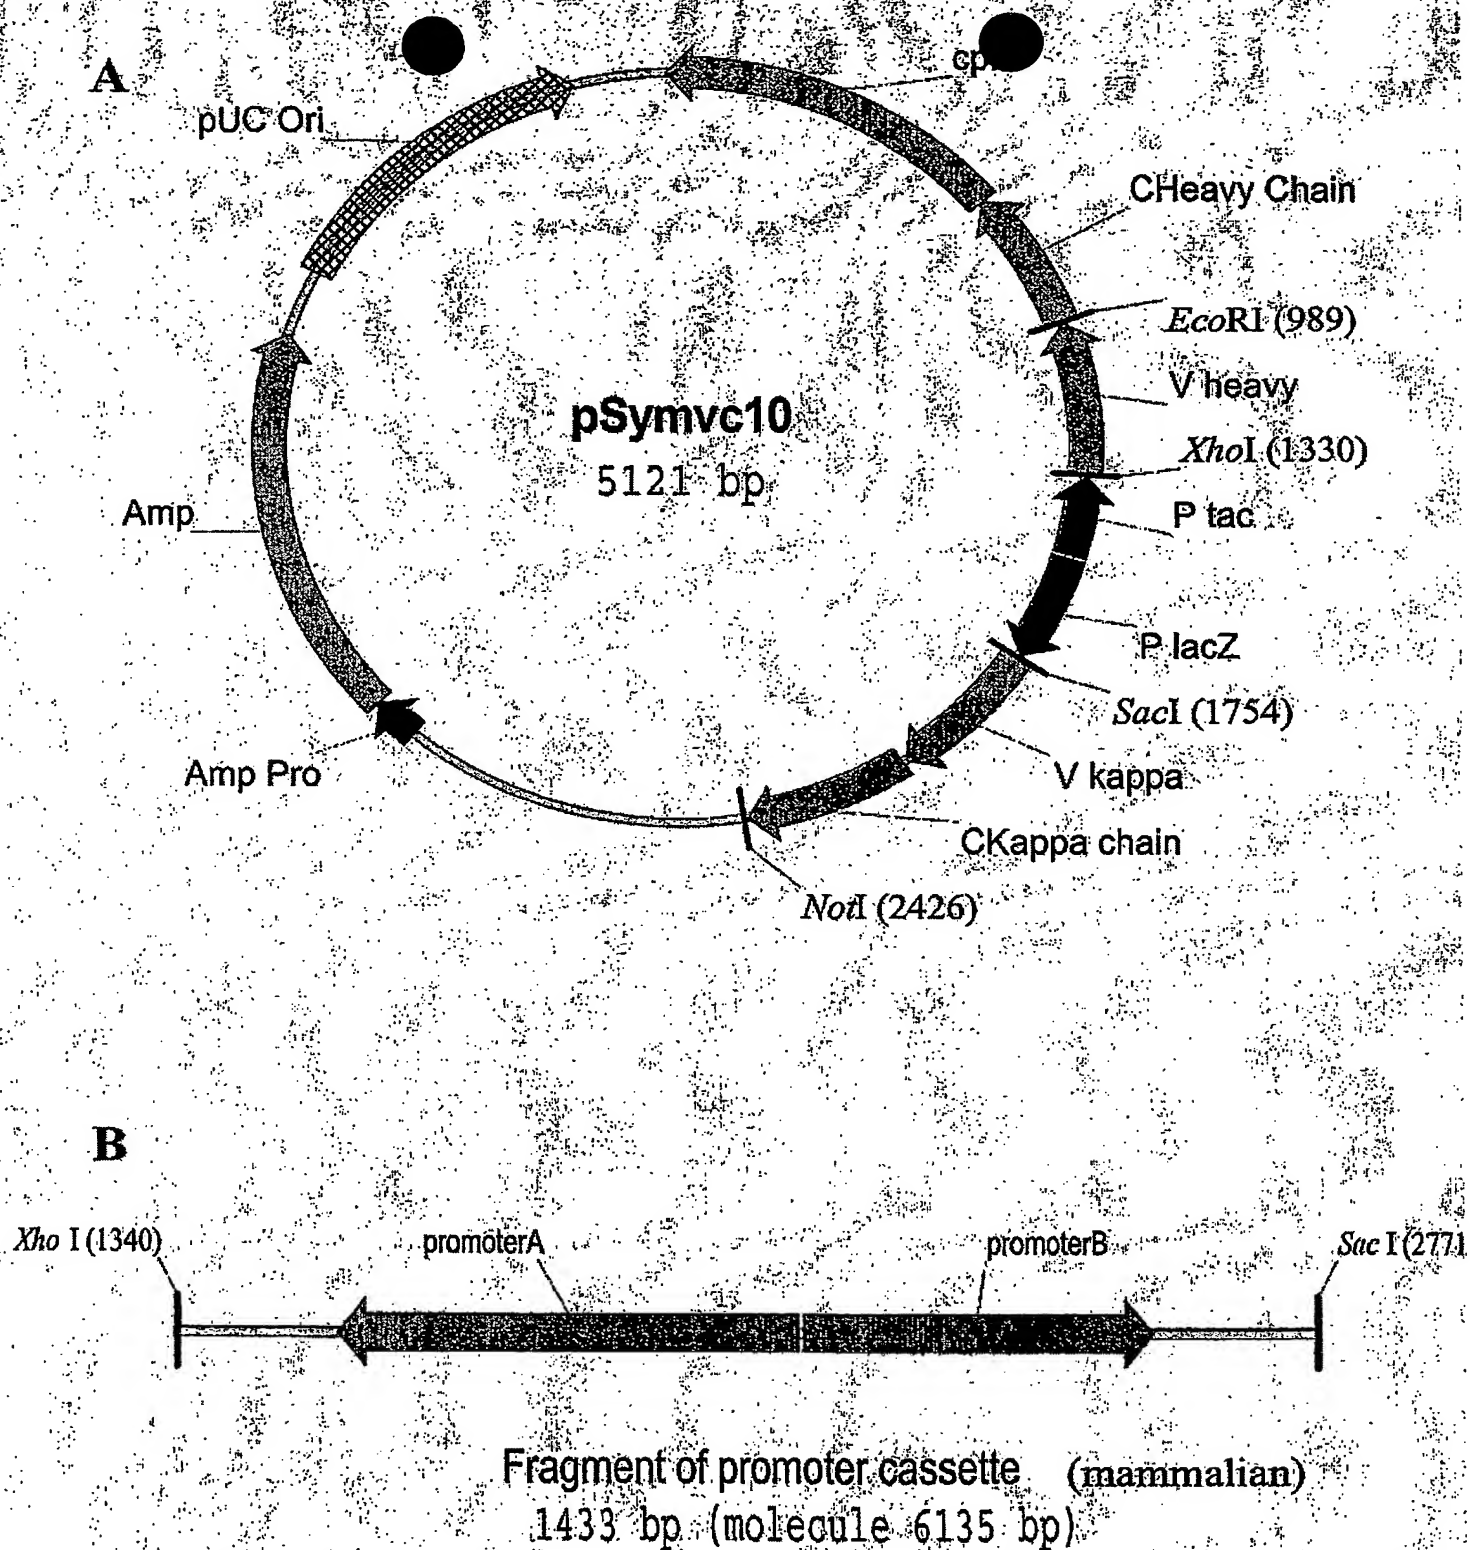 A
pUC Ori
CHeavy Chain
EcoRI (989)
V heavy
pSymvc10
XhoI (1330)
5121 bp
Amp
P tac
P lacZ
SacI (1754)
Amp Pro
V kappa
CKappa chain
NotI (2426)
B
Xho I (1340)
promoterA
promoterB
Sac I (2771
Fragment of promoter cassette (mammalian)
1433 bp (molecule 6135 bp)